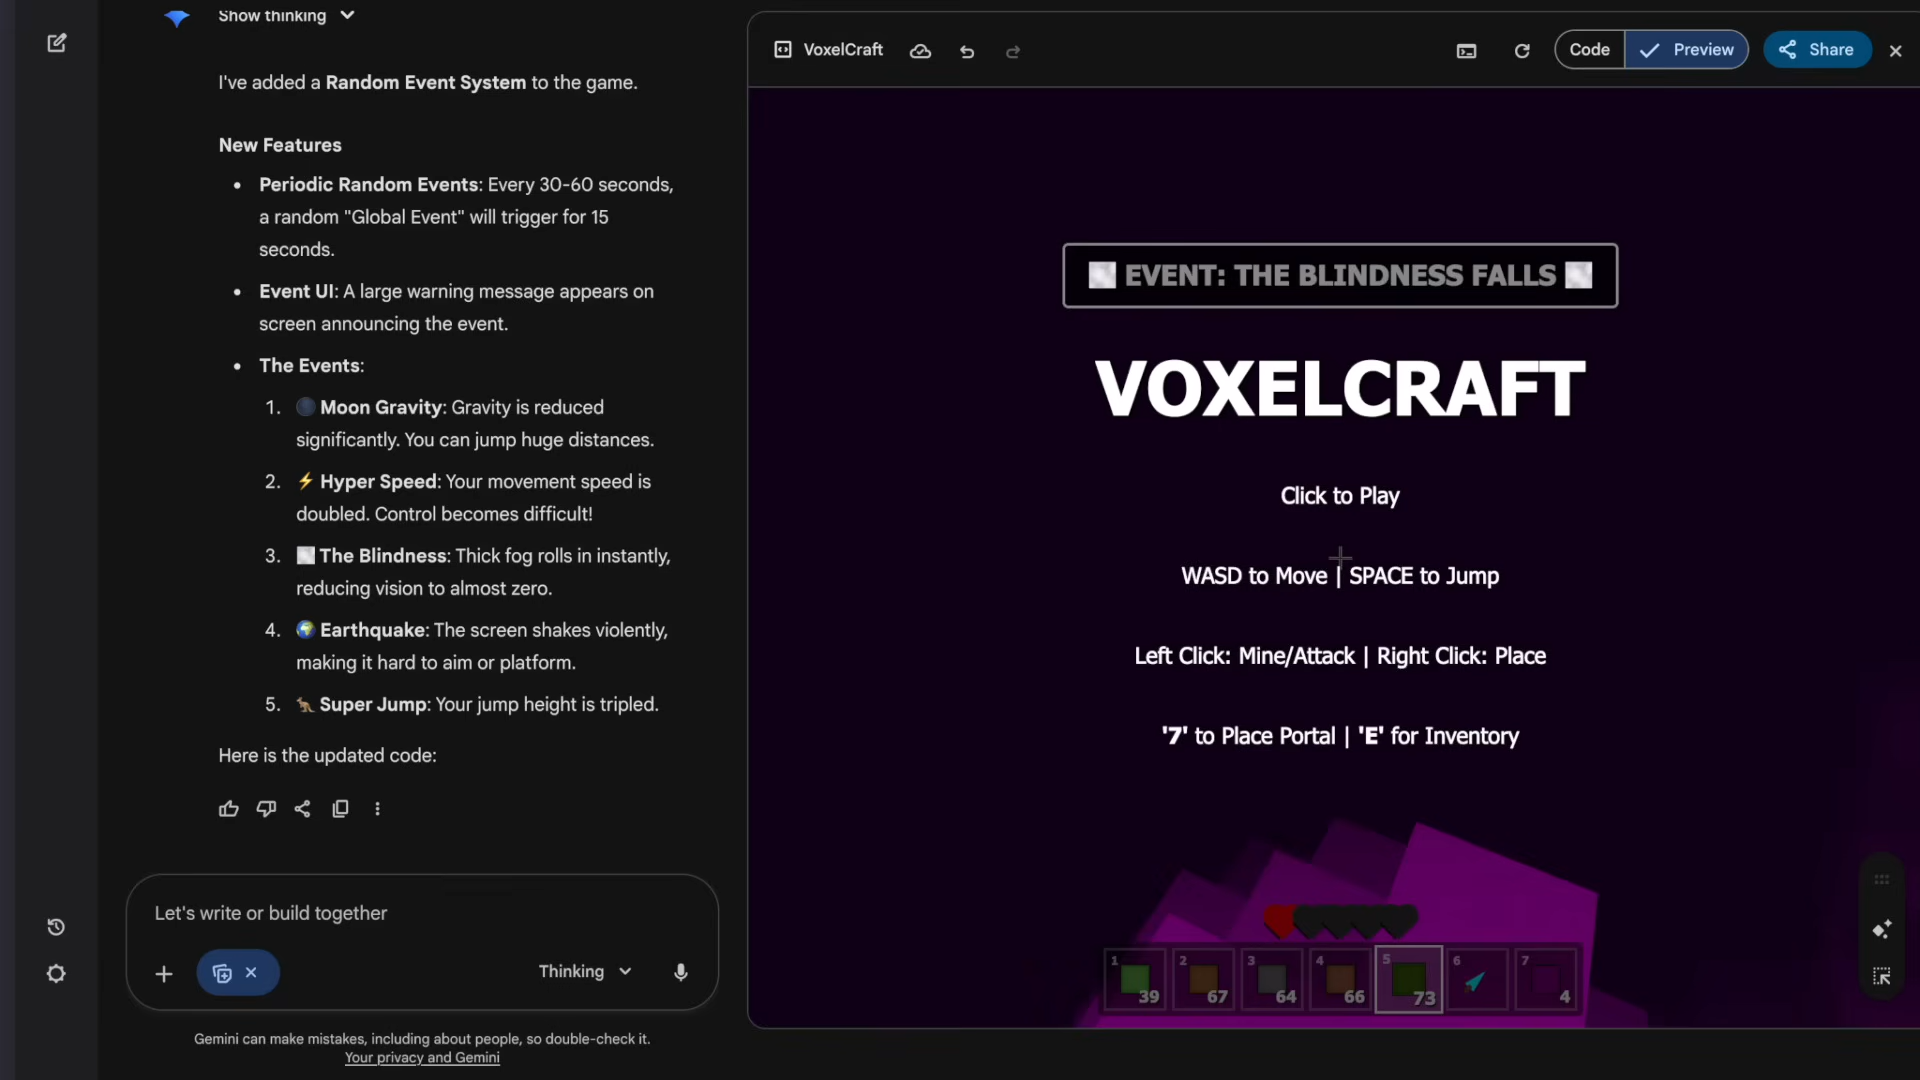 Show thinking
I've added a Random Event System to the game.
New Features
Periodic Random Events: Every 30-60 seconds,
a random "Global Event" will trigger for 15
seconds.
Event UI: A large warning message appears on
screen announcing the event.
The Events:
1. 🌑 Moon Gravity: Gravity is reduced
significantly. You can jump huge distances.
2. ⚡ Hyper Speed: Your movement speed is
doubled. Control becomes difficult!
3. The Blindness: Thick fog rolls in instantly,
reducing vision to almost zero.
4. 🌍 Earthquake: The screen shakes violently,
making it hard to aim or platform.
5. 🦘 Super Jump: Your jump height is tripled.
Here is the updated code:
Let's write or build together
Thinking
Gemini can make mistakes, including about people, so double-check it.
Your privacy and Gemini
VoxelCraft
Code
Preview
Share
EVENT: THE BLINDNESS FALLS
VOXELCRAFT
Click to Play
WASD to Move | SPACE to Jump
Left Click: Mine/Attack | Right Click: Place
'7' to Place Portal | 'E' for Inventory
1 39
2 67
3 64
4 66
5 73
6
7 4